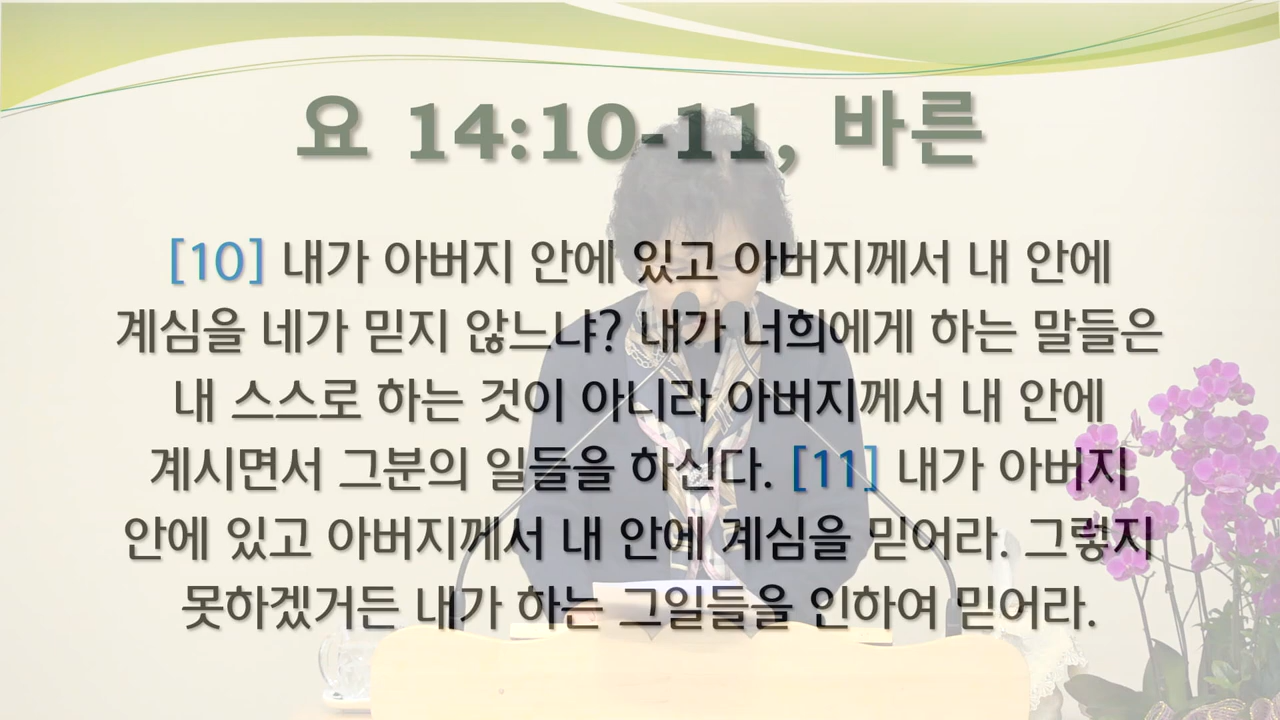 요 14:10-11, 바른
[10] 내가 아버지 안에 있고 아버지께서 내 안에
계심을 네가 믿지 않느냐? 내가 너희에게 하는 말들은
내 스스로 하는 것이 아니라 아버지께서 내 안에
계시면서 그분의 일들을 하신다. [11] 내가 아버지
안에 있고 아버지께서 내 안에 계심을 믿어라. 그렇지
못하겠거든 내가 하는 그일들을 인하여 믿어라.